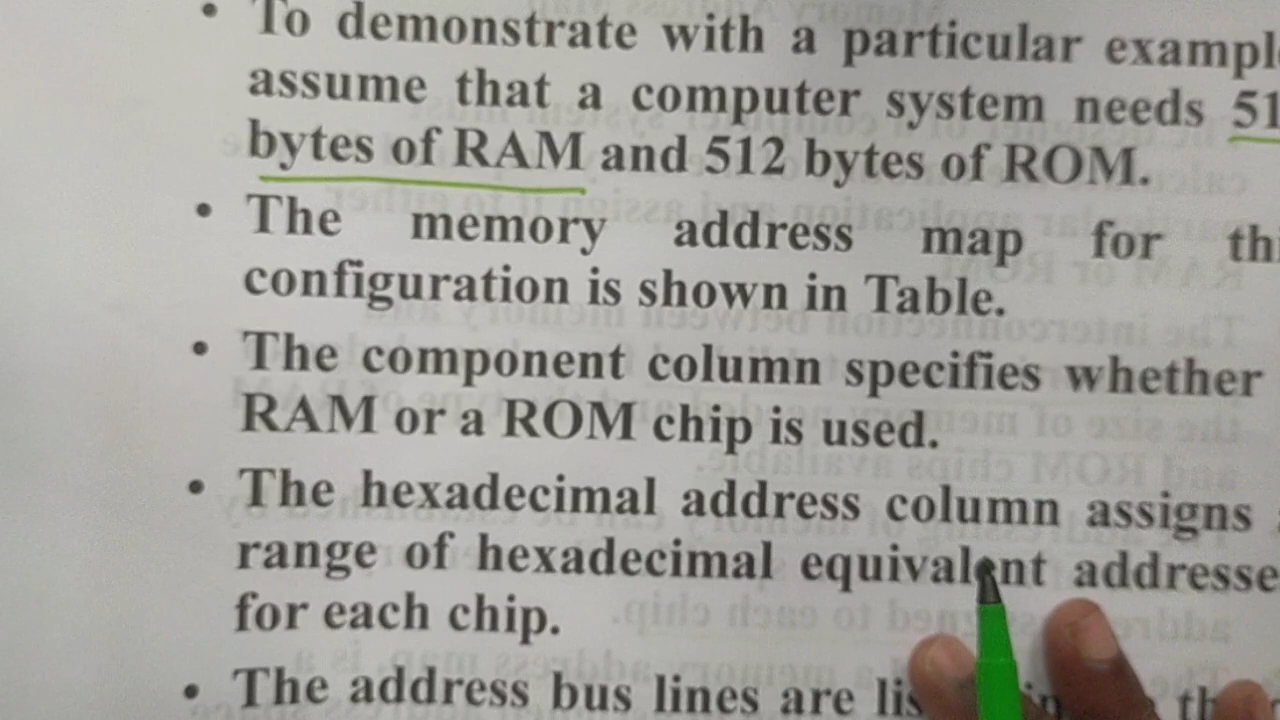 • To demonstrate with a particular exampl
assume that a computer system needs 51
bytes of RAM and 512 bytes of ROM.
• The memory address map for thi
configuration is shown in Table.
• The component column specifies whether
RAM or a ROM chip is used.
• The hexadecimal address column assigns
range of hexadecimal equivalent addresse
for each chip.
• The address bus lines are